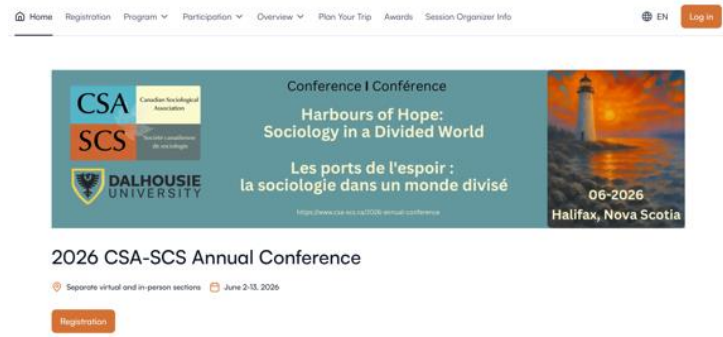 Home Registration Program Participation Overview Plan Your Trip Awards Session Organizer Info EN Log in
Conference I Conférence
CSA Canadian Sociological
Association
Harbours of Hope:
Sociology in a Divided World
SCS Société canadienne
de sociologie
Les ports de l'espoir :
la sociologie dans un monde divisé
DALHOUSIE
UNIVERSITY
https://www.csa-scs.ca/2026-annual-conference
06-2026
Halifax, Nova Scotia
2026 CSA-SCS Annual Conference
Separate virtual and in-person sections June 2-13, 2026
Registration